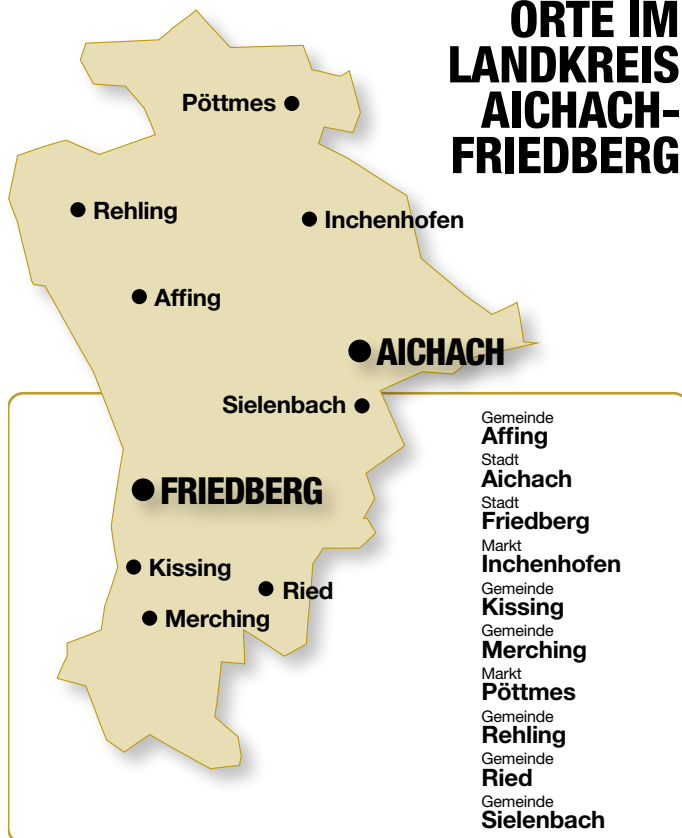 ORTE IM
LANDKREIS
AICHACH-
FRIEDBERG
Pöttmes
Rehling
Inchenhofen
Affing
AICHACH
Sielenbach
FRIEDBERG
Kissing
Ried
Merching
Gemeinde
Affing
Stadt
Aichach
Stadt
Friedberg
Markt
Inchenhofen
Gemeinde
Kissing
Gemeinde
Merching
Markt
Pöttmes
Gemeinde
Rehling
Gemeinde
Ried
Gemeinde
Sielenbach